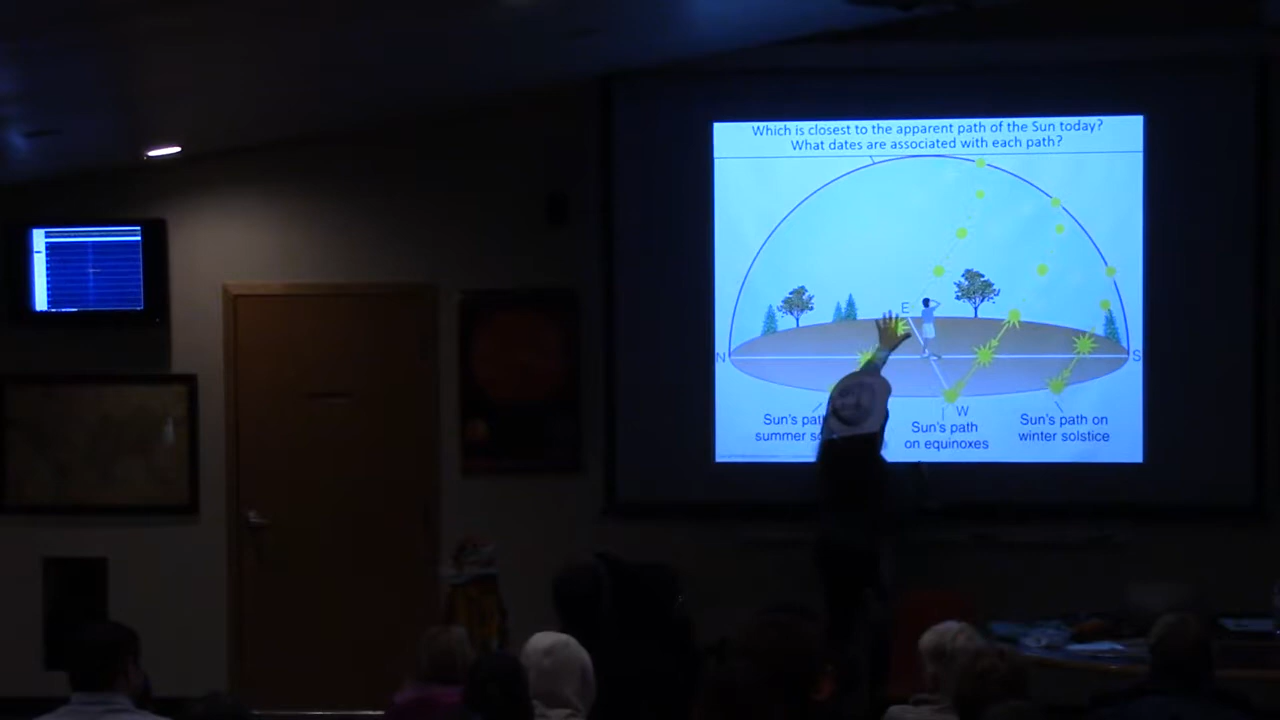 Which is closest to the apparent path of the Sun today?
What dates are associated with each path?
E
N
S
W
Sun's path
summer
Sun's path
on equinoxes
Sun's path on
winter solstice